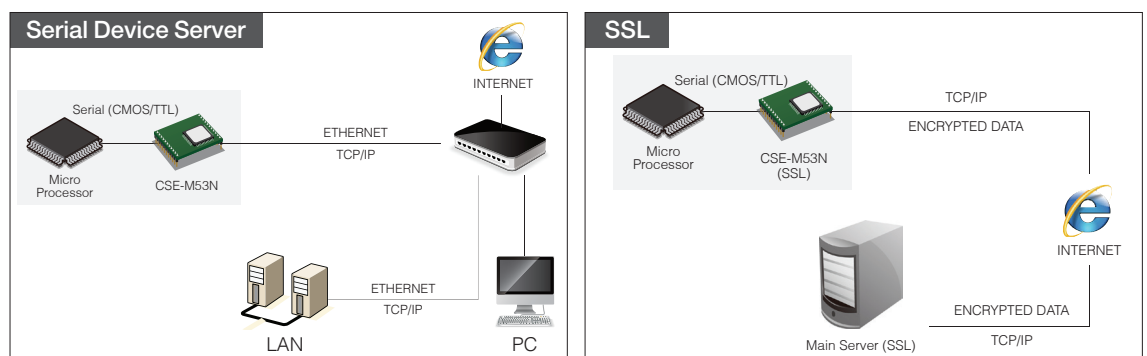 Serial Device Server
INTERNET
Serial (CMOS/TTL)
ETHERNET
TCP/IP
Micro
Processor
CSE-M53N
ETHERNET
TCP/IP
LAN
PC
SSL
Serial (CMOS/TTL)
TCP/IP
ENCRYPTED DATA
Micro
Processor
CSE-M53N
(SSL)
INTERNET
ENCRYPTED DATA
TCP/IP
Main Server (SSL)